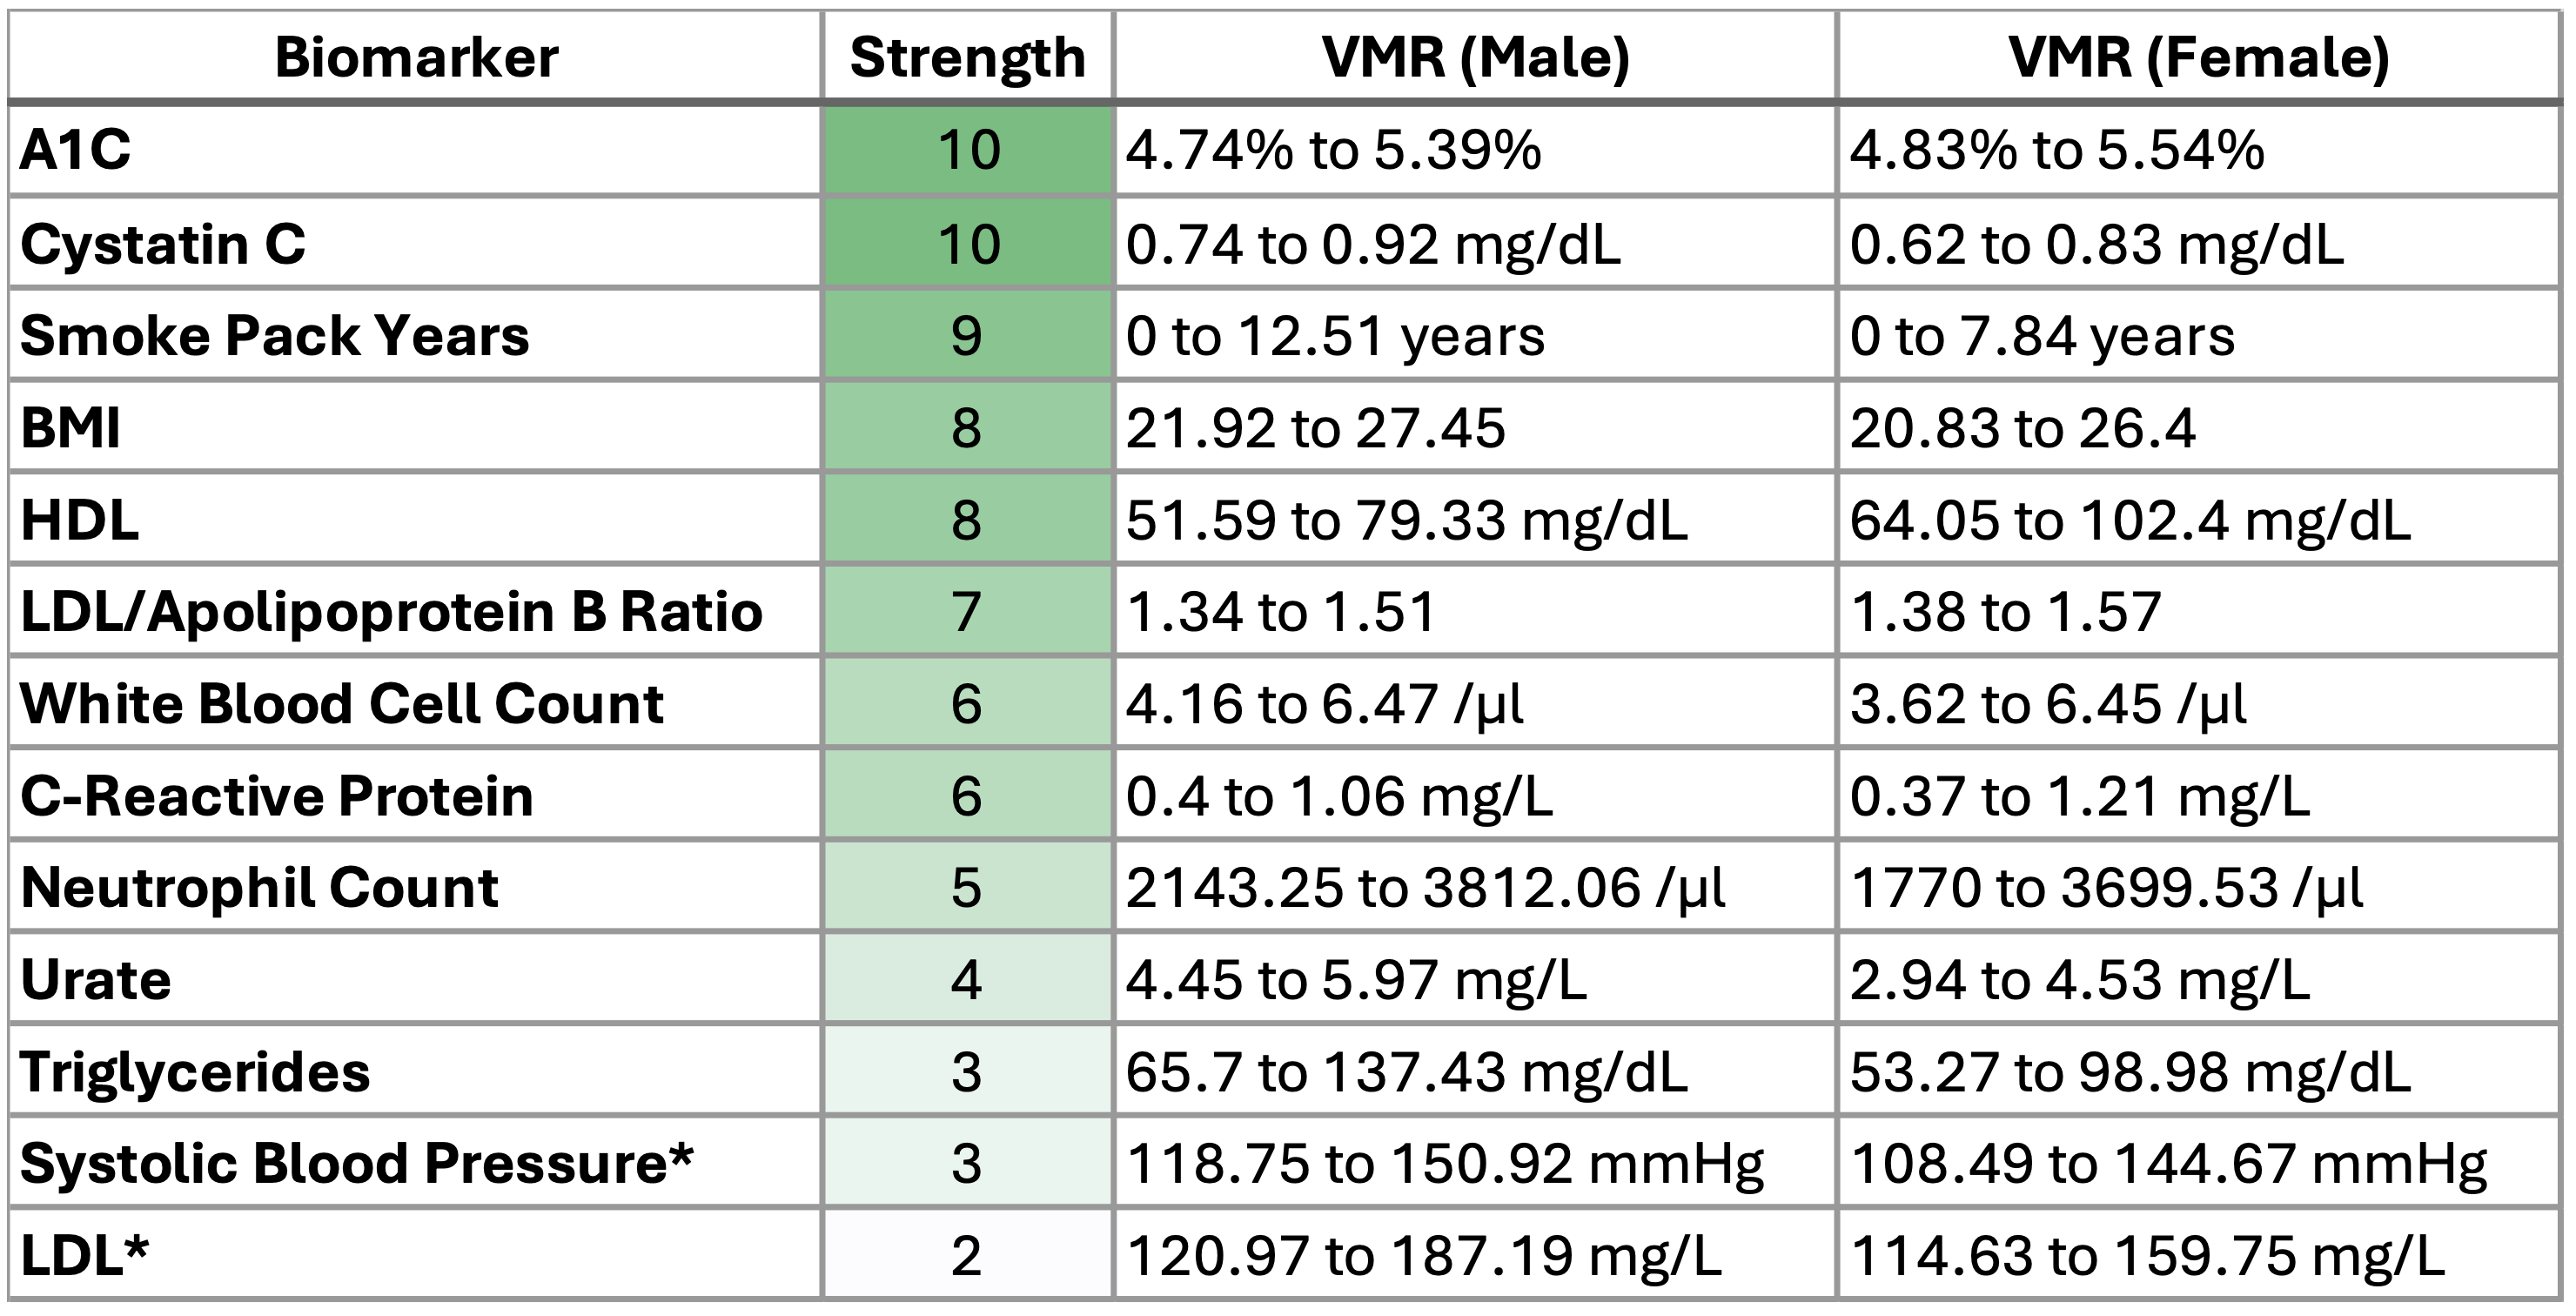 Biomarker Strength VMR (Male) VMR (Female)
A1C 10 4.74% to 5.39% 4.83% to 5.54%
Cystatin C 10 0.74 to 0.92 mg/dL 0.62 to 0.83 mg/dL
Smoke Pack Years 9 0 to 12.51 years 0 to 7.84 years
BMI 8 21.92 to 27.45 20.83 to 26.4
HDL 8 51.59 to 79.33 mg/dL 64.05 to 102.4 mg/dL
LDL/Apolipoprotein B Ratio 7 1.34 to 1.51 1.38 to 1.57
White Blood Cell Count 6 4.16 to 6.47 /µl 3.62 to 6.45 /µl
C-Reactive Protein 6 0.4 to 1.06 mg/L 0.37 to 1.21 mg/L
Neutrophil Count 5 2143.25 to 3812.06 /µl 1770 to 3699.53 /µl
Urate 4 4.45 to 5.97 mg/L 2.94 to 4.53 mg/L
Triglycerides 3 65.7 to 137.43 mg/dL 53.27 to 98.98 mg/dL
Systolic Blood Pressure* 3 118.75 to 150.92 mmHg 108.49 to 144.67 mmHg
LDL* 2 120.97 to 187.19 mg/L 114.63 to 159.75 mg/L